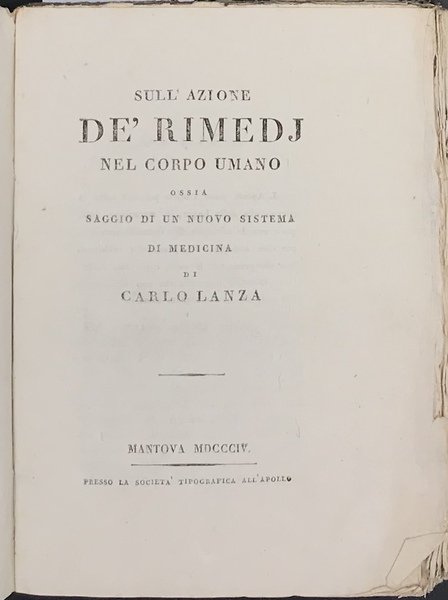 SULL' AZIONE
DE' RIMEDJ
NEL CORPO UMANO
OSSIA
SAGGIO DI UN NUOVO SISTEMA
DI MEDICINA
DI
CARLO LANZA
MANTOVA MDCCCIV.
PRESSO LA SOCIETA' TIPOGRAFICA ALL'APOLLO